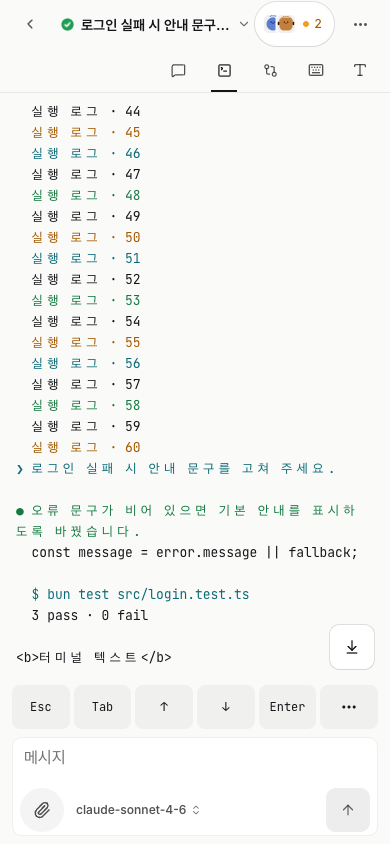 로그인 실패 시 안내 문구...
2
실행 로그 · 44
실행 로그 · 45
실행 로그 · 46
실행 로그 · 47
실행 로그 · 48
실행 로그 · 49
실행 로그 · 50
실행 로그 · 51
실행 로그 · 52
실행 로그 · 53
실행 로그 · 54
실행 로그 · 55
실행 로그 · 56
실행 로그 · 57
실행 로그 · 58
실행 로그 · 59
실행 로그 · 60
❯ 로그인 실패 시 안내 문구를 고쳐 주세요.
● 오류 문구가 비어 있으면 기본 안내를 표시하
도록 바꿨습니다.
const message = error.message || fallback;
$ bun test src/login.test.ts
3 pass · 0 fail
<b>터미널 텍스트</b>
Esc Tab ↑ ↓ Enter •••
메시지
claude-sonnet-4-6